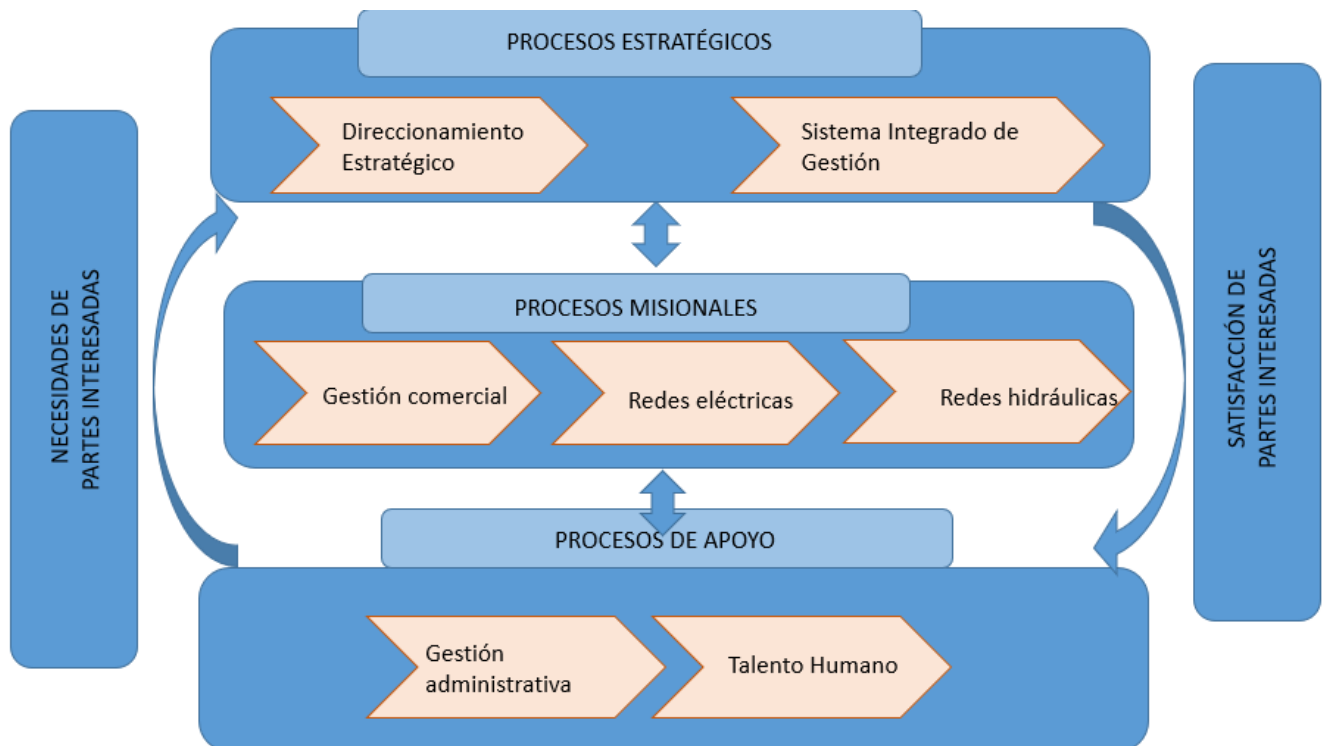 PROCESOS ESTRATÉGICOS
Direccionamiento
Estratégico
Sistema Integrado de
Gestión
NECESIDADES DE
PARTES INTERESADAS
PROCESOS MISIONALES
Gestión comercial
Redes eléctricas
Redes hidráulicas
SATISFACCIÓN DE
PARTES INTERESADAS
PROCESOS DE APOYO
Gestión
administrativa
Talento Humano